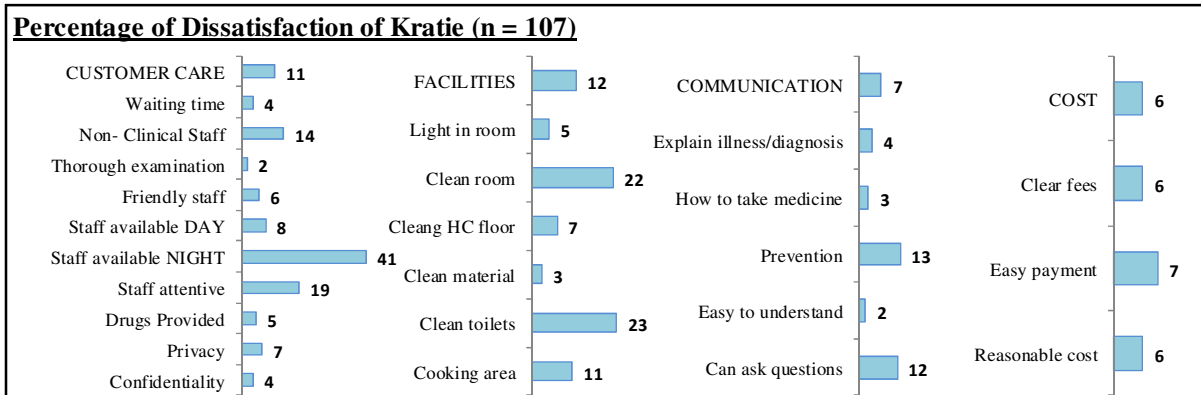 Percentage of Dissatisfaction of Kratie (n = 107)
CUSTOMER CARE 11
Waiting time 4
Non- Clinical Staff 14
Thorough examination 2
Friendly staff 6
Staff available DAY 8
Staff available NIGHT 41
Staff attentive 19
Drugs Provided 5
Privacy 7
Confidentiality 4
FACILITIES 12
Light in room 5
Clean room 22
Cleang HC floor 7
Clean material 3
Clean toilets 23
Cooking area 11
COMMUNICATION 7
Explain illness/diagnosis 4
How to take medicine 3
Prevention 13
Easy to understand 2
Can ask questions 12
COST 6
Clear fees 6
Easy payment 7
Reasonable cost 6